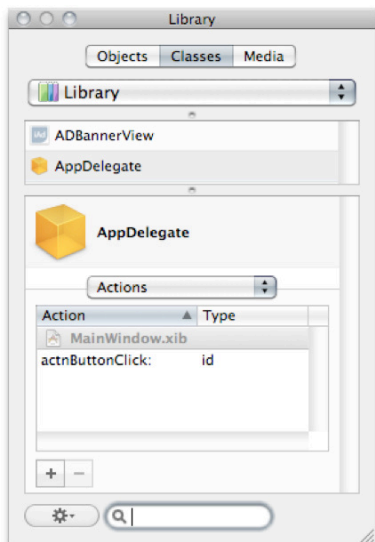 Library
Objects Classes Media
Library
ADBannerView
AppDelegate
AppDelegate
Actions
Action Type
MainWindow.xib
actnButtonClick: id